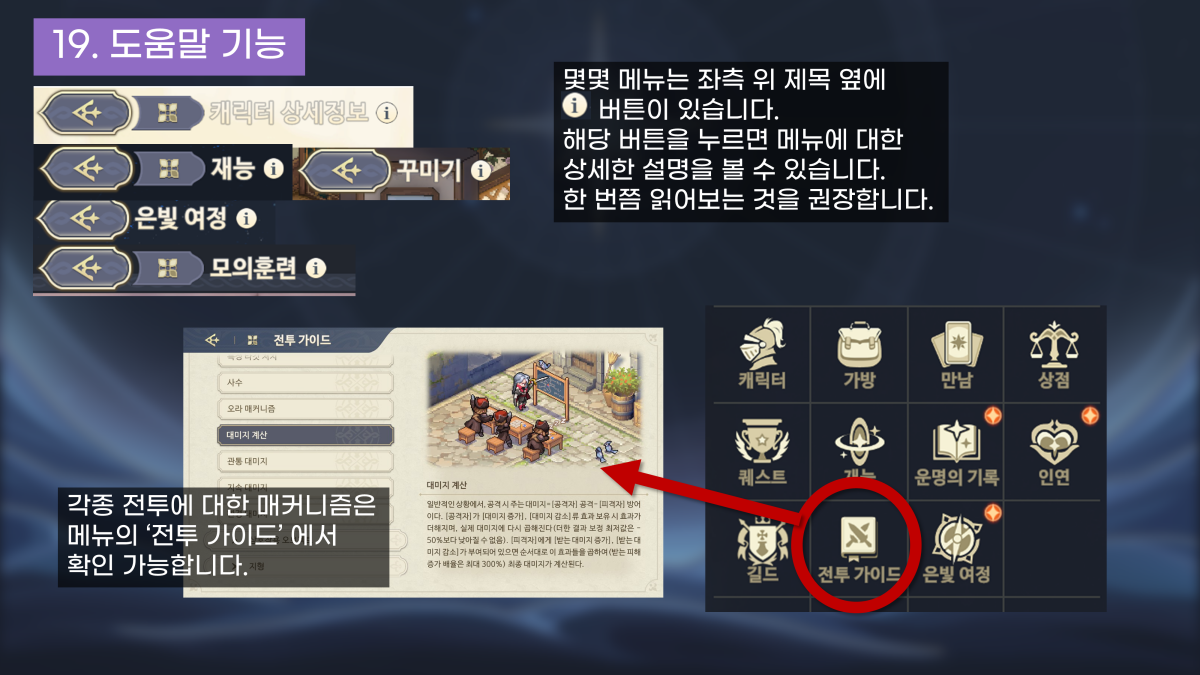 19. 도움말 기능
캐릭터 상세정보
재능
꾸미기
은빛 여정
모의훈련
몇몇 메뉴는 좌측 위 제목 옆에
버튼이 있습니다.
해당 버튼을 누르면 메뉴에 대한
상세한 설명을 볼 수 있습니다.
한 번쯤 읽어보는 것을 권장합니다.
전투 가이드
사수
오라 매커니즘
대미지 계산
관통 대미지
지형
대미지 계산
일반적인 상황에서, 공격 시 주는 대미지= [공격자] 공격- [피격자] 방어
이다. [공격자]가 [대미지 증가], [대미지 감소]류 효과 보유 시 효과가
더해지며, 실제 대미지에 다시 곱해진다(더한 결과 보정 최저값은 -
50%보다 낮아질 수 없음). [피격자]에게 [받는 대미지 증가], [받는 대
미지 감소]가 부여되어 있으면 순서대로 이 효과들을 곱하여(받는 피해
증가 배율은 최대 300%) 최종 대미지가 계산된다.
각종 전투에 대한 매커니즘은
메뉴의 ‘전투 가이드’ 에서
확인 가능합니다.
캐릭터
가방
만남
상점
퀘스트
재능
운명의 기록
인연
길드
전투 가이드
은빛 여정